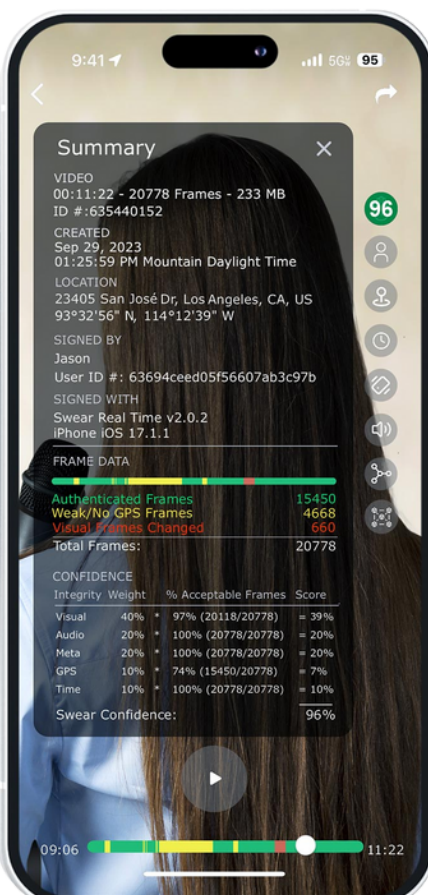 9:41
5G 95
Summary
VIDEO
00:11:22 - 20778 Frames - 233 MB
ID #:635440152
CREATED
Sep 29, 2023
01:25:59 PM Mountain Daylight Time
LOCATION
23405 San José Dr, Los Angeles, CA, US
93°32'56" N, 114°12'39" W
SIGNED BY
Jason
User ID #: 63694ceed05f56607ab3c97b
SIGNED WITH
Swear Real Time v2.0.2
iPhone iOS 17.1.1
FRAME DATA
Authenticated Frames 15450
Weak/No GPS Frames 4668
Visual Frames Changed 660
Total Frames: 20778
CONFIDENCE
Integrity Weight % Acceptable Frames Score
Visual 40% * 97% (20118/20778) = 39%
Audio 20% * 100% (20778/20778) = 20%
Meta 20% * 100% (20778/20778) = 20%
GPS 10% * 74% (15450/20778) = 7%
Time 10% * 100% (20778/20778) = 10%
Swear Confidence: 96%
96
09:06 11:22